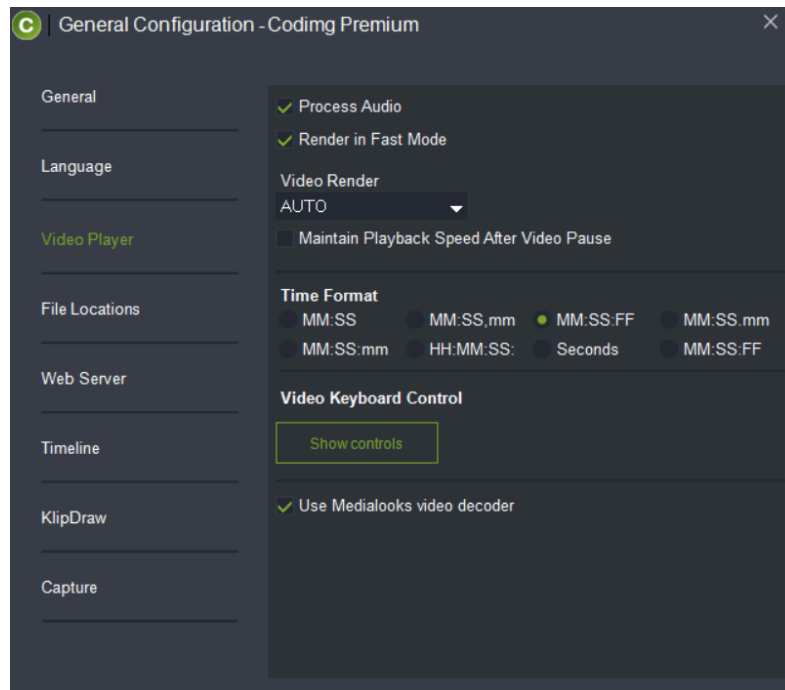 C General Configuration - Codimg Premium
General
Language
Video Player
File Locations
Web Server
Timeline
KlipDraw
Capture
Process Audio
Render in Fast Mode
Video Render
AUTO
Maintain Playback Speed After Video Pause
Time Format
MM:SS MM:SS,mm MM:SS:FF MM:SS.mm
MM:SS:mm HH:MM:SS: Seconds MM:SS:FF
Video Keyboard Control
Show controls
Use Medialooks video decoder